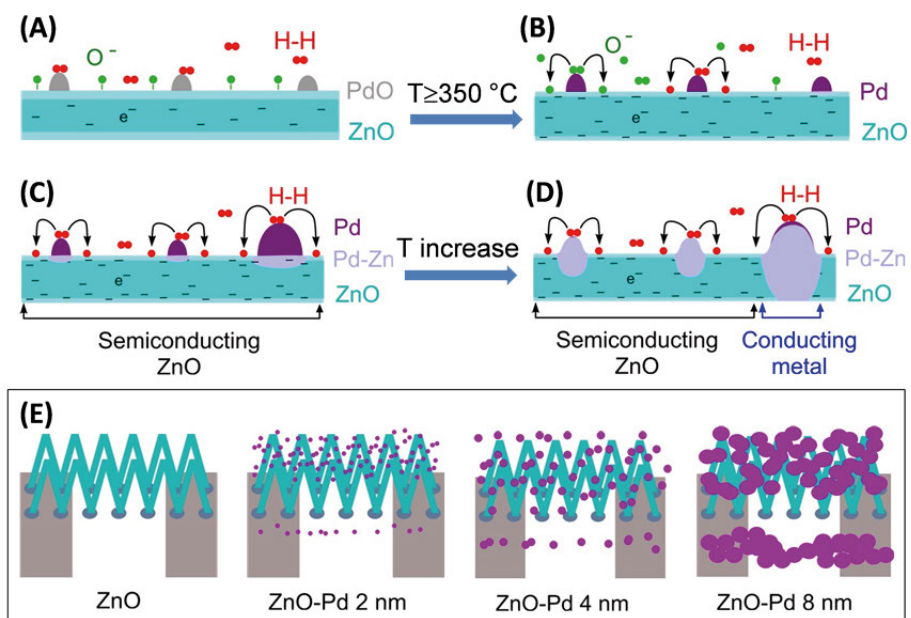 (A)
O⁻
H-H
PdO
ZnO
e
T≥350 °C
(B)
O⁻
H-H
Pd
ZnO
e
(C)
H-H
Pd
Pd-Zn
ZnO
e
Semiconducting
ZnO
T increase
(D)
H-H
Pd
Pd-Zn
ZnO
e
Semiconducting
ZnO
Conducting
metal
(E)
ZnO
ZnO-Pd 2 nm
ZnO-Pd 4 nm
ZnO-Pd 8 nm